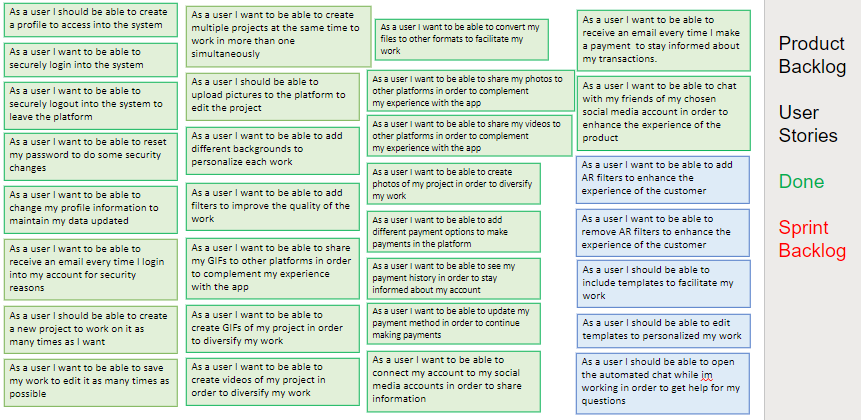 As a user I should be able to create
a profile to access into the system
As a user I want to be able to
securely login into the system
As a user I want to be able to
securely logout into the system to
leave the platform
As a user I want to be able to reset
my password to do some security
changes
As a user I want to be able to
change my profile information to
maintain my data updated
As a user I want to be able to
receive an email every time I login
into my account for security
reasons
As a user I should be able to create
a new project to work on it as
many times as I want
As a user I want to be able to save
my work to edit it as many times as
possible
As a user I want to be able to create
multiple projects at the same time to
work in more than one
simultaneously
As a user I should be able to
upload pictures to the platform to
edit the project
As a user I want to be able to add
different backgrounds to
personalize each work
As a user I want to be able to add
filters to improve the quality of the
work
As a user I want to be able to share
my GIFs to other platforms in order
to complement my experience
with the app
As a user I want to be able to
create GIFs of my project in order
to diversify my work
As a user I want to be able to
create videos of my project in
order to diversify my work
As a user I want to be able to convert my
files to other formats to facilitate my
work
As a user I want to be able to share my photos to
other platforms in order to complement
my experience with the app
As a user I want to be able to share my videos to
other platforms in order to complement
my experience with the app
As a user I want to be able to create
photos of my project in order to diversify
my work
As a user I want to be able to add
different payment options to make
payments in the platform
As a user I want to be able to see my
payment history in order to stay
informed about my account
As a user I want to be able to update my
payment method in order to continue
making payments
As a user I want to be able to
connect my account to my social
media accounts in order to share
information
As a user I want to be able to
receive an email every time I make
a payment to stay informed about
my transactions.
As a user I want to be able to chat
with my friends of my chosen
social media account in order to
enhance the experience of the
product
As a user I want to be able to add
AR filters to enhance the
experience of the customer
As a user I want to be able to
remove AR filters to enhance the
experience of the customer
As a user I should be able to
include templates to facilitate my
work
As a user I should be able to edit
templates to personalized my work
As a user I should be able to open
the automated chat while im
working in order to get help for my
questions
Product
Backlog
User
Stories
Done
Sprint
Backlog